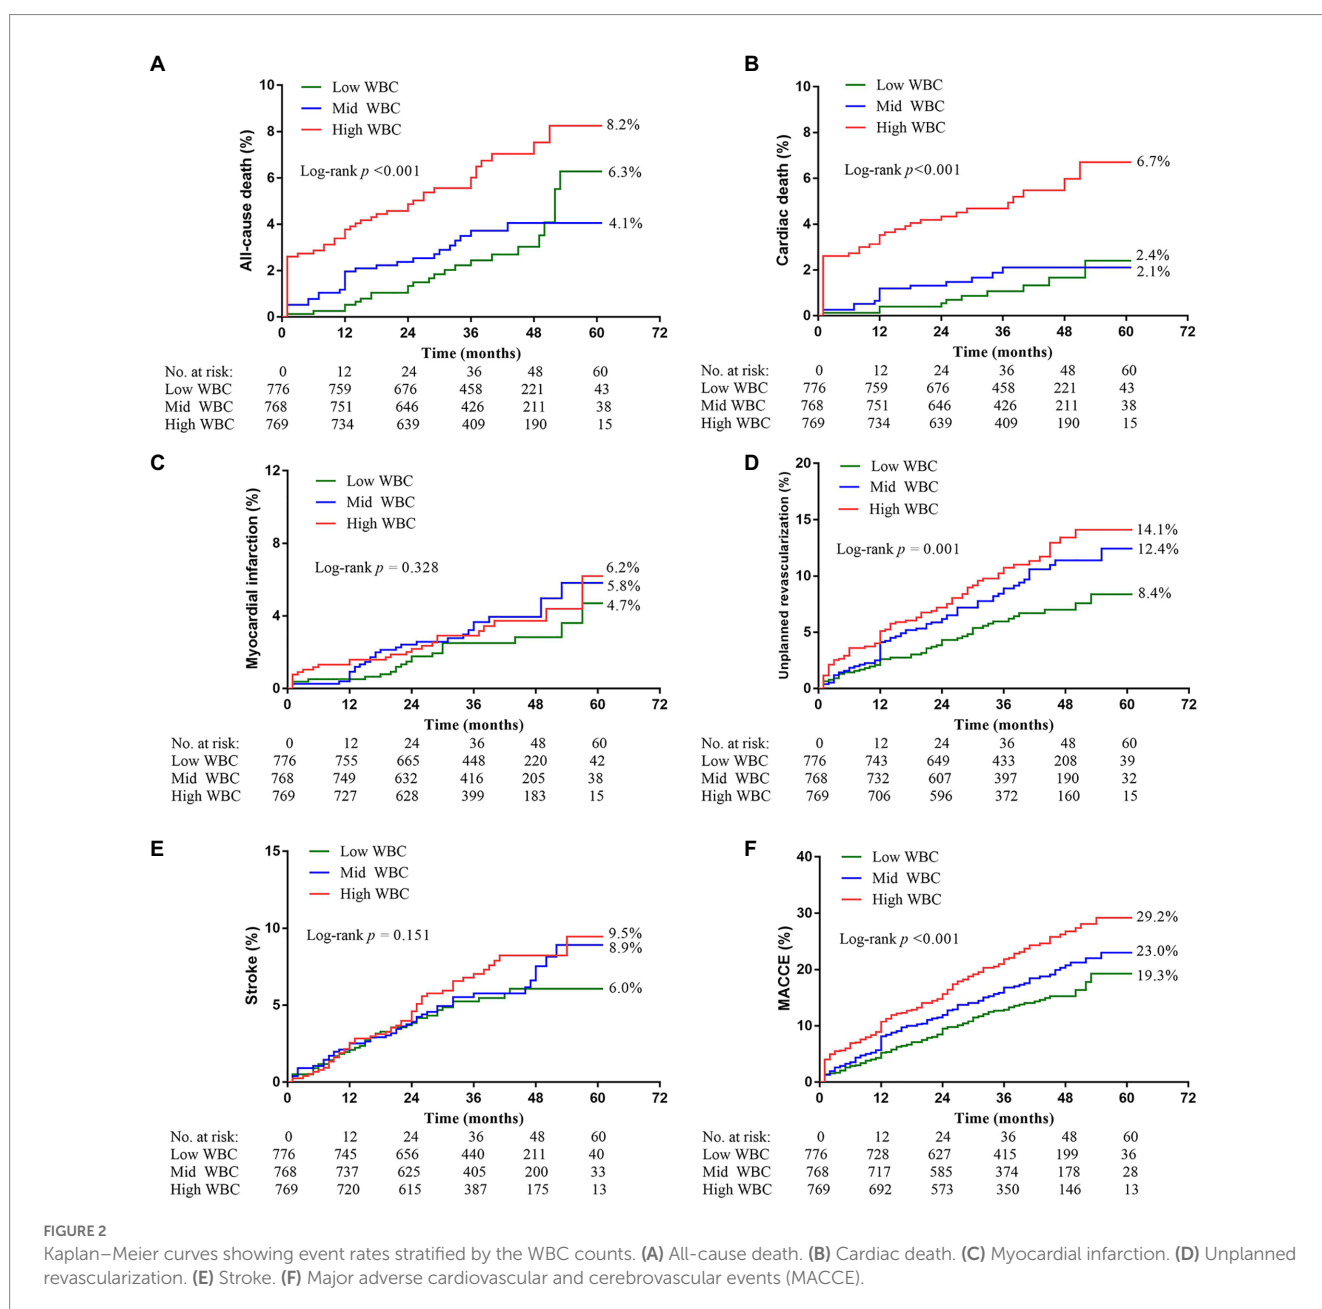 A
10
8
6
4
2
0
All-cause death (%)
Low WBC
Mid WBC
High WBC
Log-rank p <0.001
8.2%
6.3%
4.1%
0 12 24 36 48 60 72
Time (months)
No. at risk: 0 12 24 36 48 60
Low WBC 776 759 676 458 221 43
Mid WBC 768 751 646 426 211 38
High WBC 769 734 639 409 190 15
B
10
8
6
4
2
0
Cardiac death (%)
Low WBC
Mid WBC
High WBC
Log-rank p<0.001
6.7%
2.4%
2.1%
0 12 24 36 48 60 72
Time (months)
No. at risk: 0 12 24 36 48 60
Low WBC 776 759 676 458 221 43
Mid WBC 768 751 646 426 211 38
High WBC 769 734 639 409 190 15
C
12
8
4
0
Myocardial infarction (%)
Low WBC
Mid WBC
High WBC
Log-rank p = 0.328
6.2%
5.8%
4.7%
0 12 24 36 48 60 72
Time (months)
No. at risk: 0 12 24 36 48 60
Low WBC 776 755 665 448 220 42
Mid WBC 768 749 632 416 205 38
High WBC 769 727 628 399 183 15
D
20
15
10
5
0
Unplanned revascularization (%)
Low WBC
Mid WBC
High WBC
Log-rank p = 0.001
14.1%
12.4%
8.4%
0 12 24 36 48 60 72
Time (months)
No. at risk: 0 12 24 36 48 60
Low WBC 776 743 649 433 208 39
Mid WBC 768 732 607 397 190 32
High WBC 769 706 596 372 160 15
E
15
10
5
0
Stroke (%)
Low WBC
Mid WBC
High WBC
Log-rank p = 0.151
9.5%
8.9%
6.0%
0 12 24 36 48 60 72
Time (months)
No. at risk: 0 12 24 36 48 60
Low WBC 776 745 656 440 211 40
Mid WBC 768 737 625 405 200 33
High WBC 769 720 615 387 175 13
F
40
30
20
10
0
MACCE (%)
Low WBC
Mid WBC
High WBC
Log-rank p <0.001
29.2%
23.0%
19.3%
0 12 24 36 48 60 72
Time (months)
No. at risk: 0 12 24 36 48 60
Low WBC 776 728 627 415 199 36
Mid WBC 768 717 585 374 178 28
High WBC 769 692 573 350 146 13
FIGURE 2
Kaplan–Meier curves showing event rates stratified by the WBC counts. (A) All-cause death. (B) Cardiac death. (C) Myocardial infarction. (D) Unplanned
revascularization. (E) Stroke. (F) Major adverse cardiovascular and cerebrovascular events (MACCE).